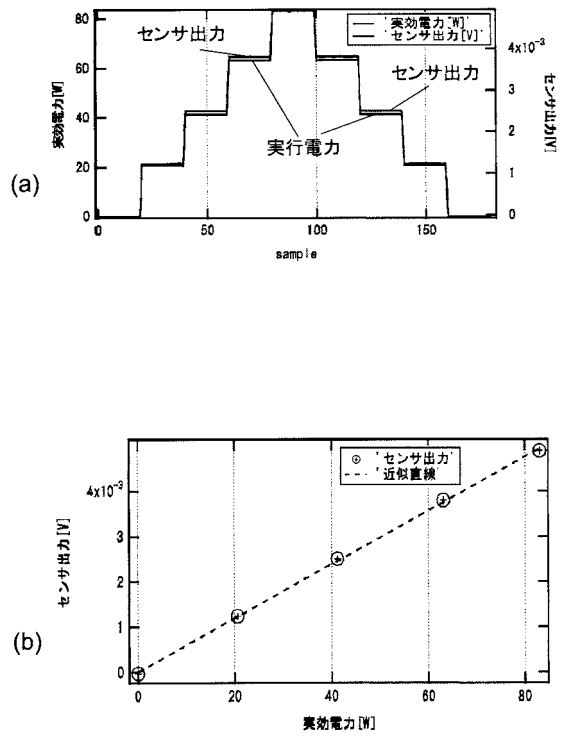 80
60
40
20
0
実効電力[W]
センサ出力
センサ出力
実行電力
'実効電力[W]'
'センサ出力[V]'
4x10-3
3
2
1
0
センサ出力[V]
0
50
100
150
sample
(a)
'センサ出力'
'近似直線'
4x10-3
3
2
1
0
センサ出力[V]
0
20
40
60
80
実効電力[W]
(b)